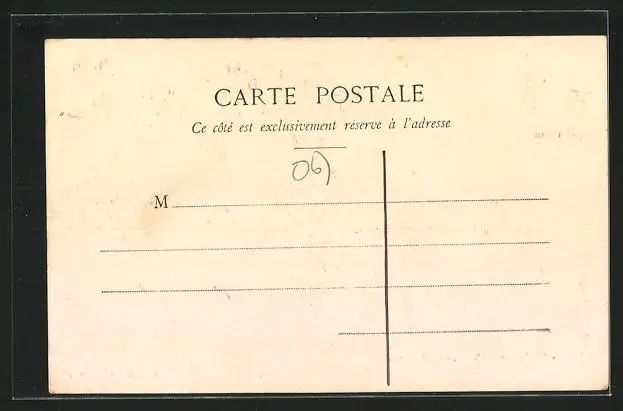 CARTE POSTALE
Ce côté est exclusivement réservé à l'adresse
06)
M